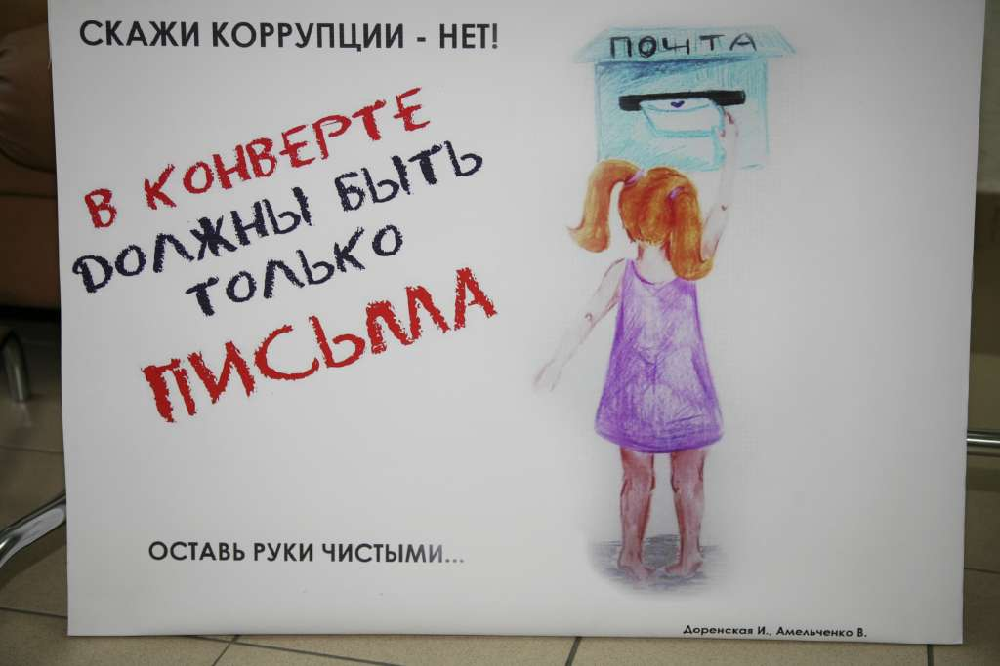 СКАЖИ КОРРУПЦИИ - НЕТ!
ПОЧТА
В КОНВЕРТЕ
ДОЛЖНЫ БЫТЬ
ТОЛЬКО
ПИСЬМА
ОСТАВЬ РУКИ ЧИСТЫМИ...
Доренская И., Амельченко В.